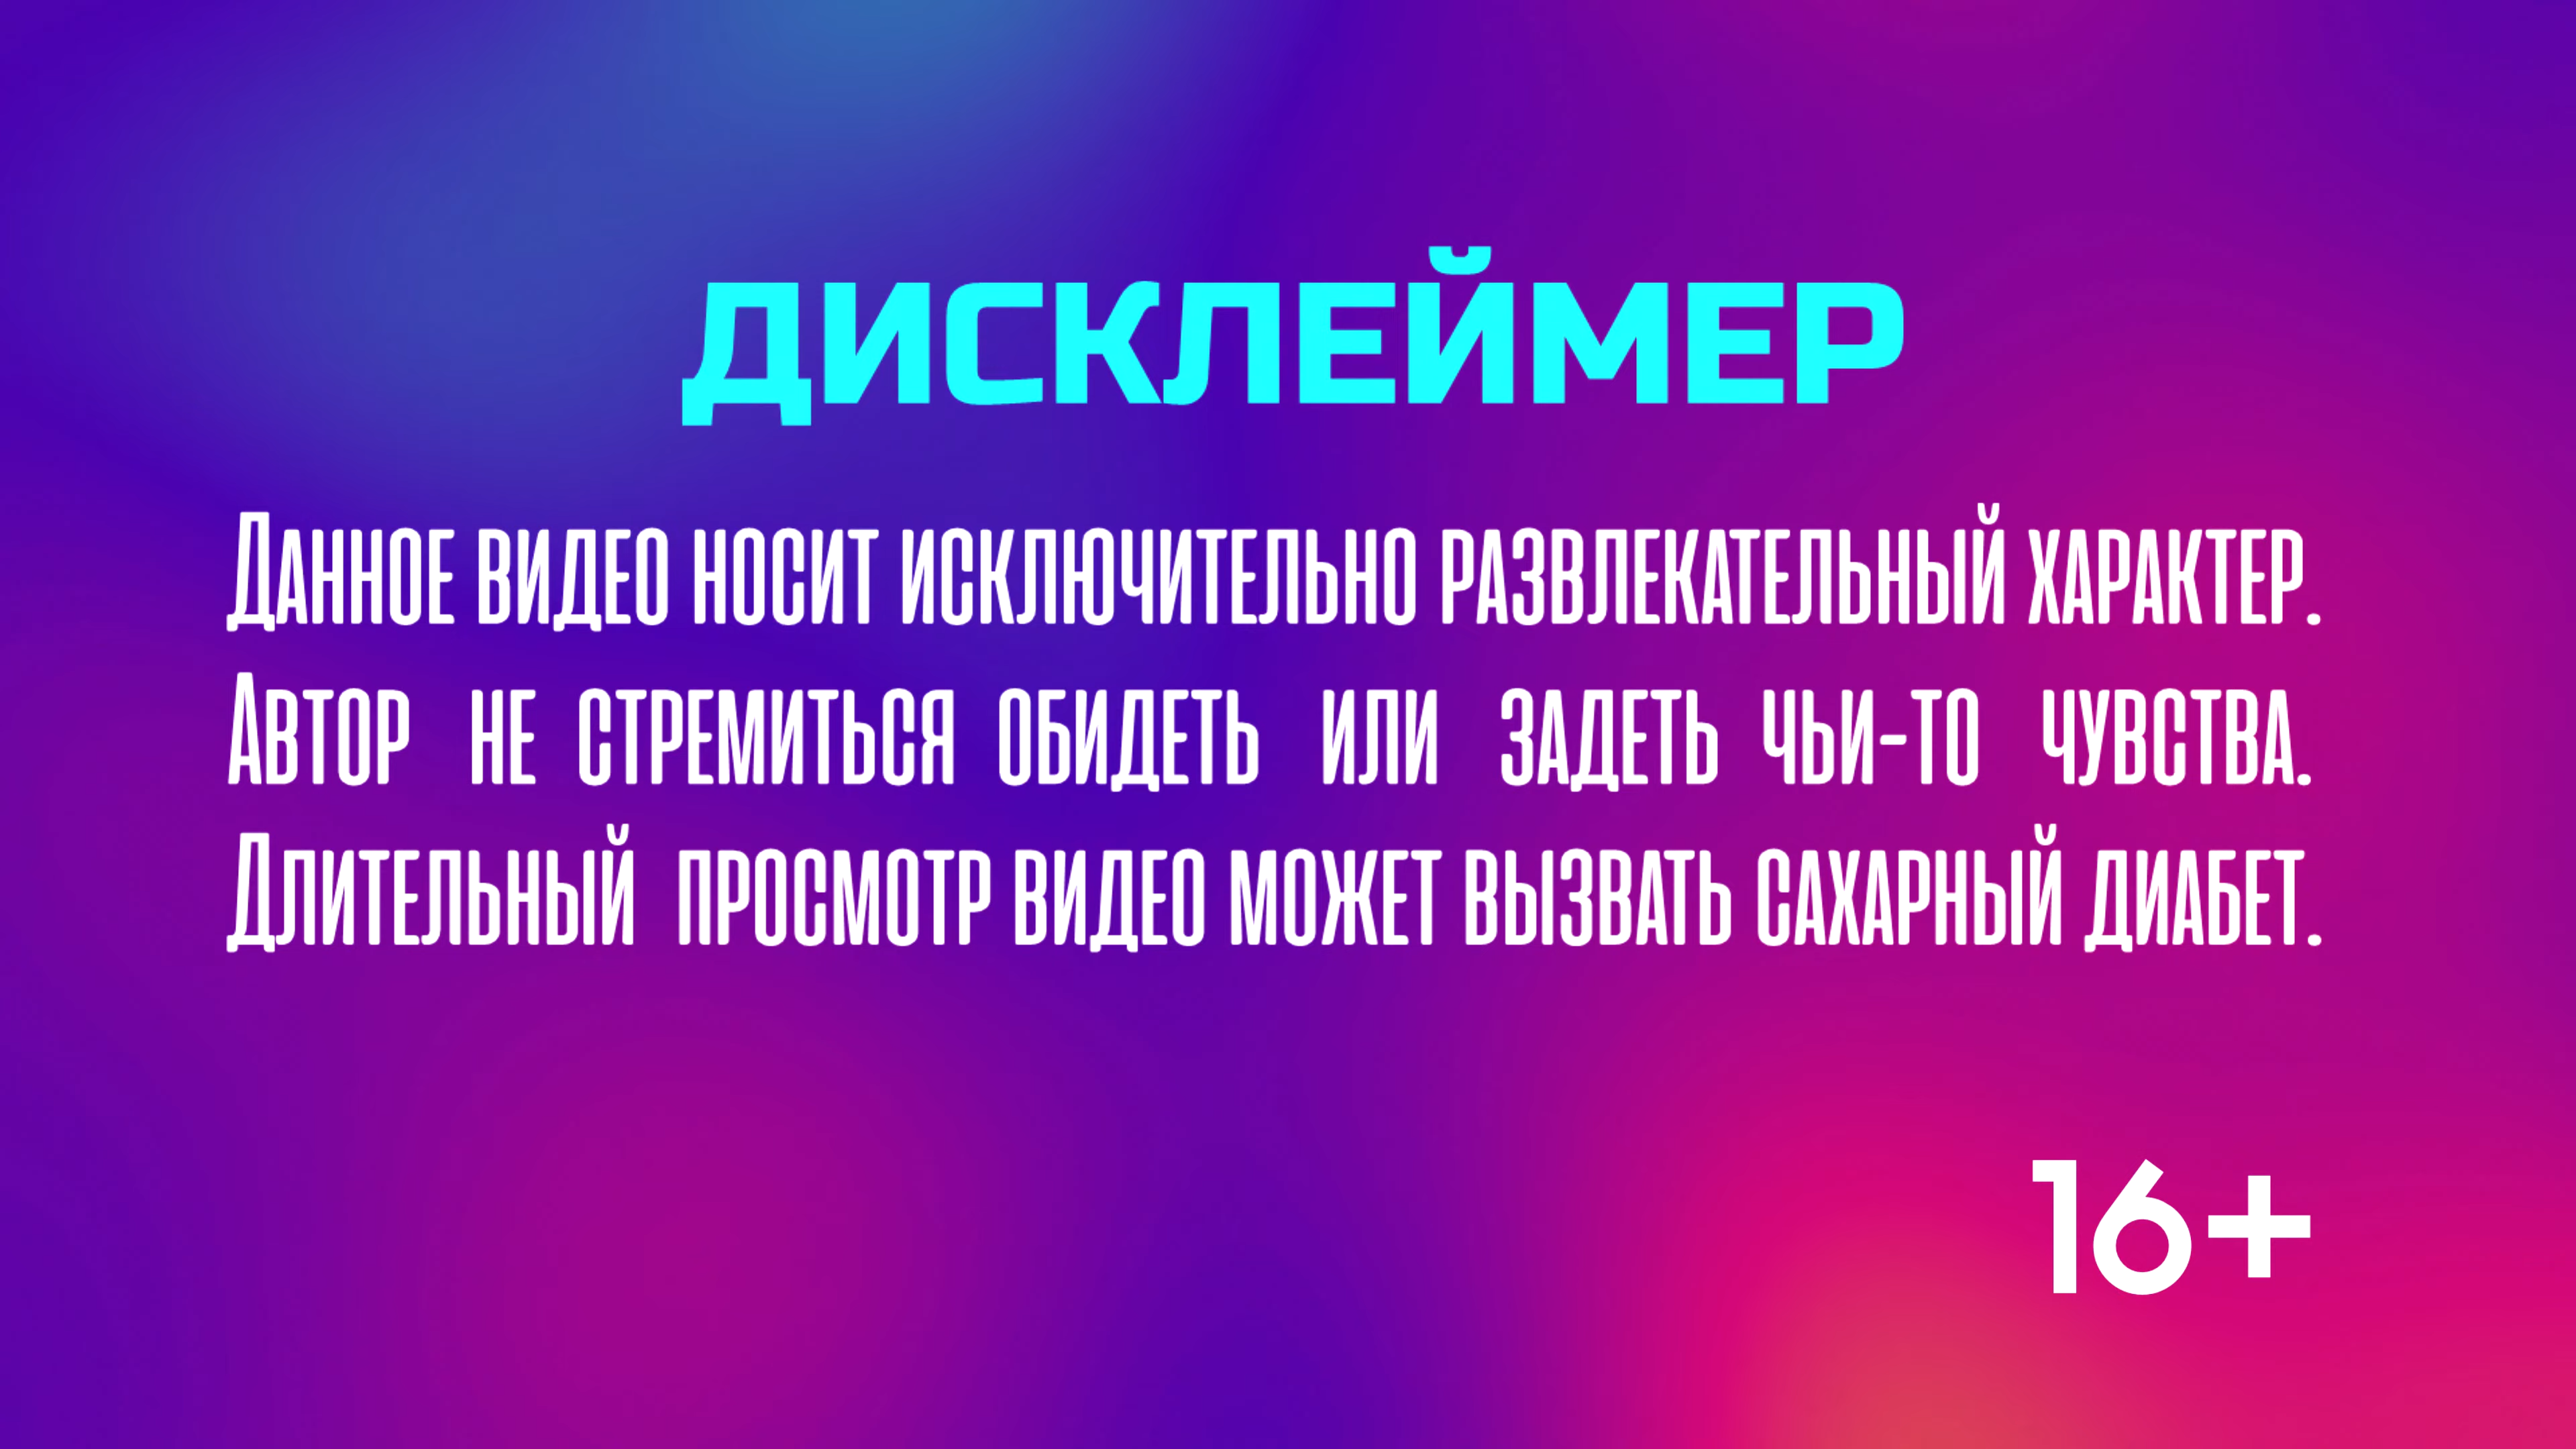 ДИСКЛЕЙМЕР
Данное видео носит исключительно развлекательный характер.
Автор не стремиться обидеть или задеть чьи-то чувства.
Длительный просмотр видео может вызвать сахарный диабет.
16+